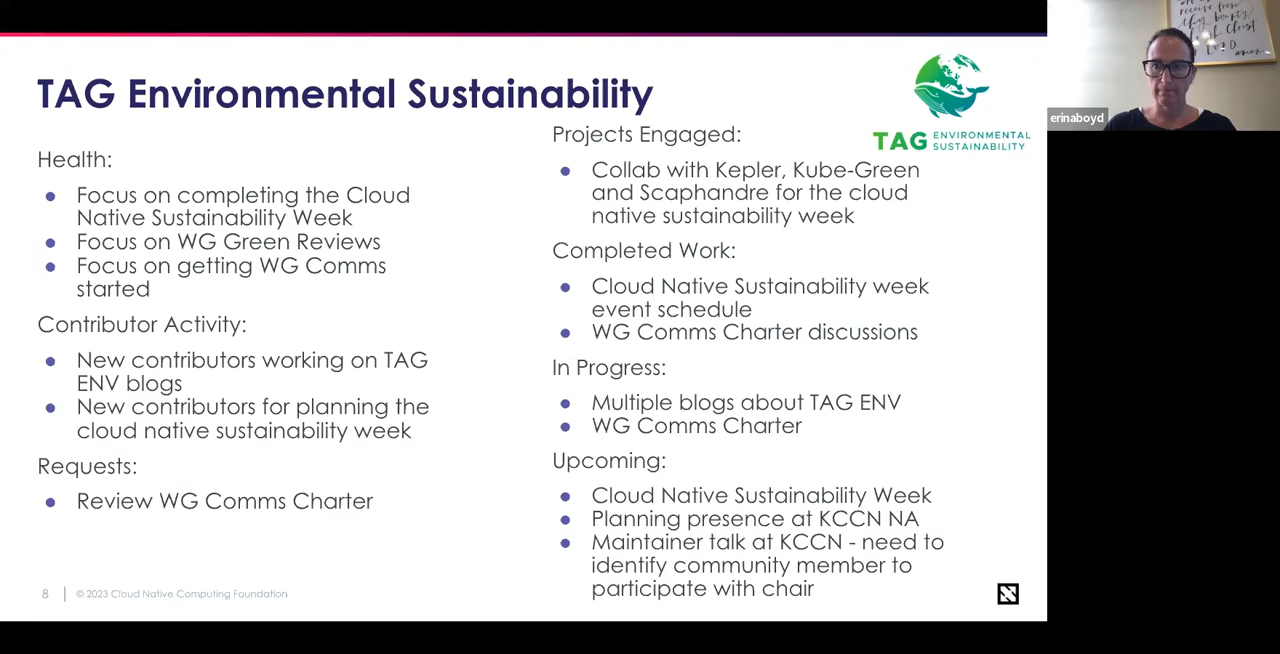 TAG Environmental Sustainability
Health:
● Focus on completing the Cloud
Native Sustainability Week
● Focus on WG Green Reviews
● Focus on getting WG Comms
started
Contributor Activity:
● New contributors working on TAG
ENV blogs
● New contributors for planning the
cloud native sustainability week
Requests:
● Review WG Comms Charter
Projects Engaged:
● Collab with Kepler, Kube-Green
and Scaphandre for the cloud
native sustainability week
Completed Work:
● Cloud Native Sustainability week
event schedule
● WG Comms Charter discussions
In Progress:
● Multiple blogs about TAG ENV
● WG Comms Charter
Upcoming:
● Cloud Native Sustainability Week
● Planning presence at KCCN NA
● Maintainer talk at KCCN - need to
identify community member to
participate with chair
TAG ENVIRONMENTAL
SUSTAINABILITY
8 | © 2023 Cloud Native Computing Foundation
receive from
Christ
amen
erinaboyd